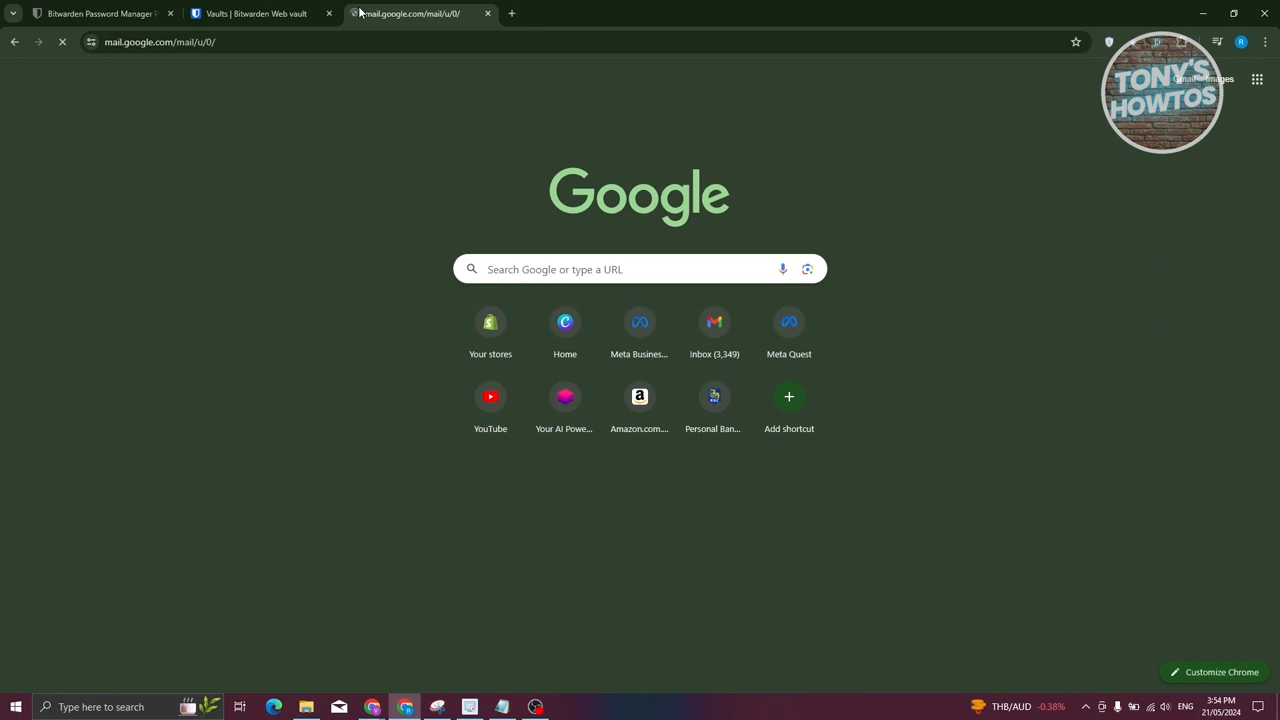 Bitwarden Password Manager P
Vaults | Bitwarden Web vault
mail.google.com/mail/u/0/
mail.google.com/mail/u/0/
R
Gmail Images
TONY'S
HOWTOS
Google
Search Google or type a URL
Your stores
Home
Meta Busines...
Inbox (3,349)
Meta Quest
YouTube
Your AI Powe...
Amazon.com....
Personal Ban...
Add shortcut
Customize Chrome
Type here to search
THB/AUD -0.38%
3:54 PM
21/05/2024